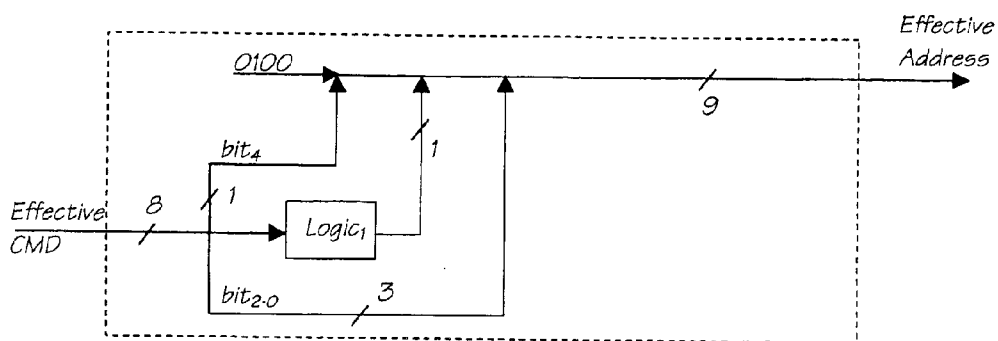 Effective
Address
0100
9
1
bit4
1
Effective
CMD
8
Logic1
bit2-0
3